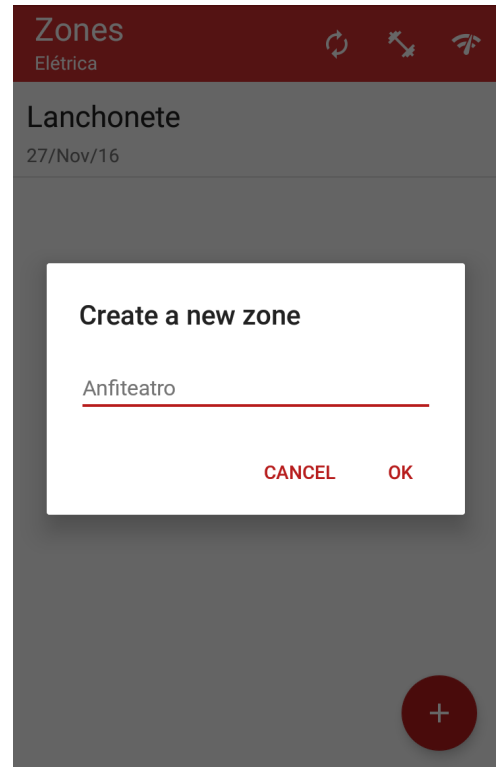 Zones
Elétrica
Lanchonete
27/Nov/16
Create a new zone
Anfiteatro
CANCEL OK